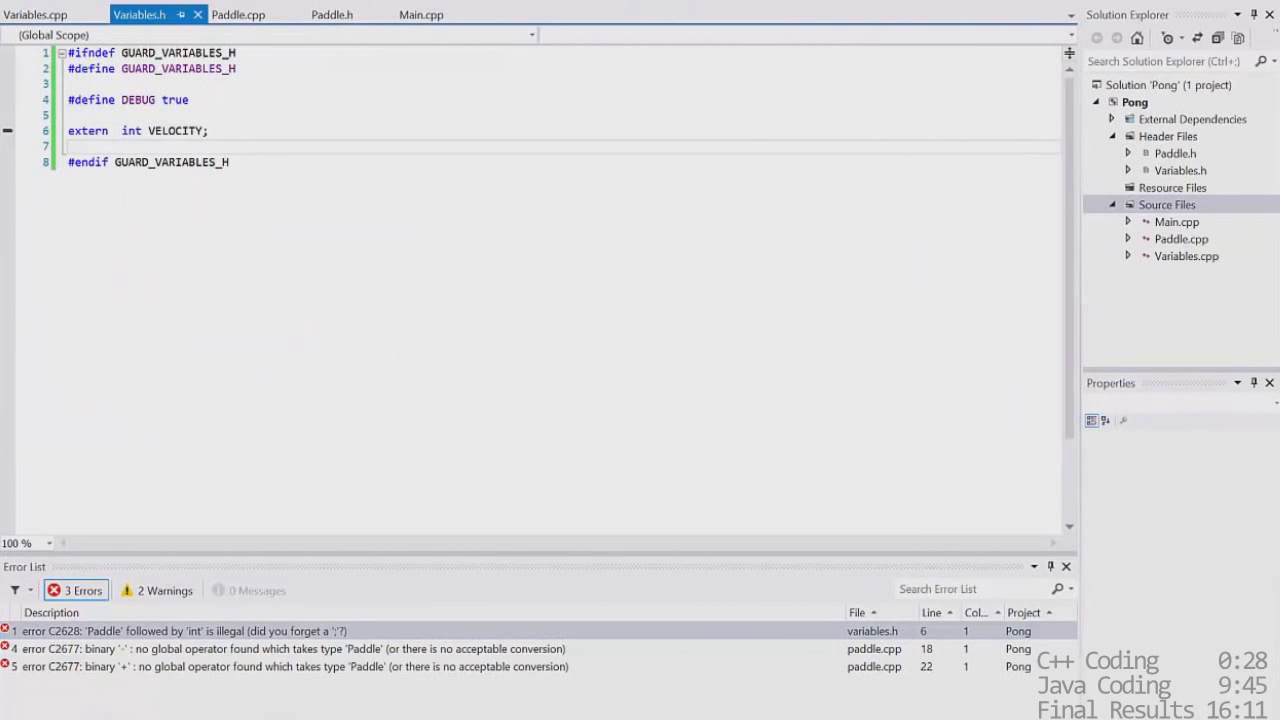 Variables.cpp Variables.h Paddle.cpp Paddle.h Main.cpp
(Global Scope)
1 #ifndef GUARD_VARIABLES_H
2 #define GUARD_VARIABLES_H
3
4 #define DEBUG true
5
6 extern  int VELOCITY;
7
8 #endif GUARD_VARIABLES_H
100 %
Solution Explorer
Search Solution Explorer (Ctrl+;)
Solution 'Pong' (1 project)
Pong
External Dependencies
Header Files
Paddle.h
Variables.h
Resource Files
Source Files
Main.cpp
Paddle.cpp
Variables.cpp
Properties
Error List
3 Errors 2 Warnings 0 Messages Search Error List
Description File Line Col... Project
1 error C2628: 'Paddle' followed by 'int' is illegal (did you forget a ';'?) variables.h 6 1 Pong
4 error C2677: binary '-' : no global operator found which takes type 'Paddle' (or there is no acceptable conversion) paddle.cpp 18 1 Pong
5 error C2677: binary '+' : no global operator found which takes type 'Paddle' (or there is no acceptable conversion) paddle.cpp 22 1 Pong
C++ Coding 0:28
Java Coding 9:45
Final Results 16:11